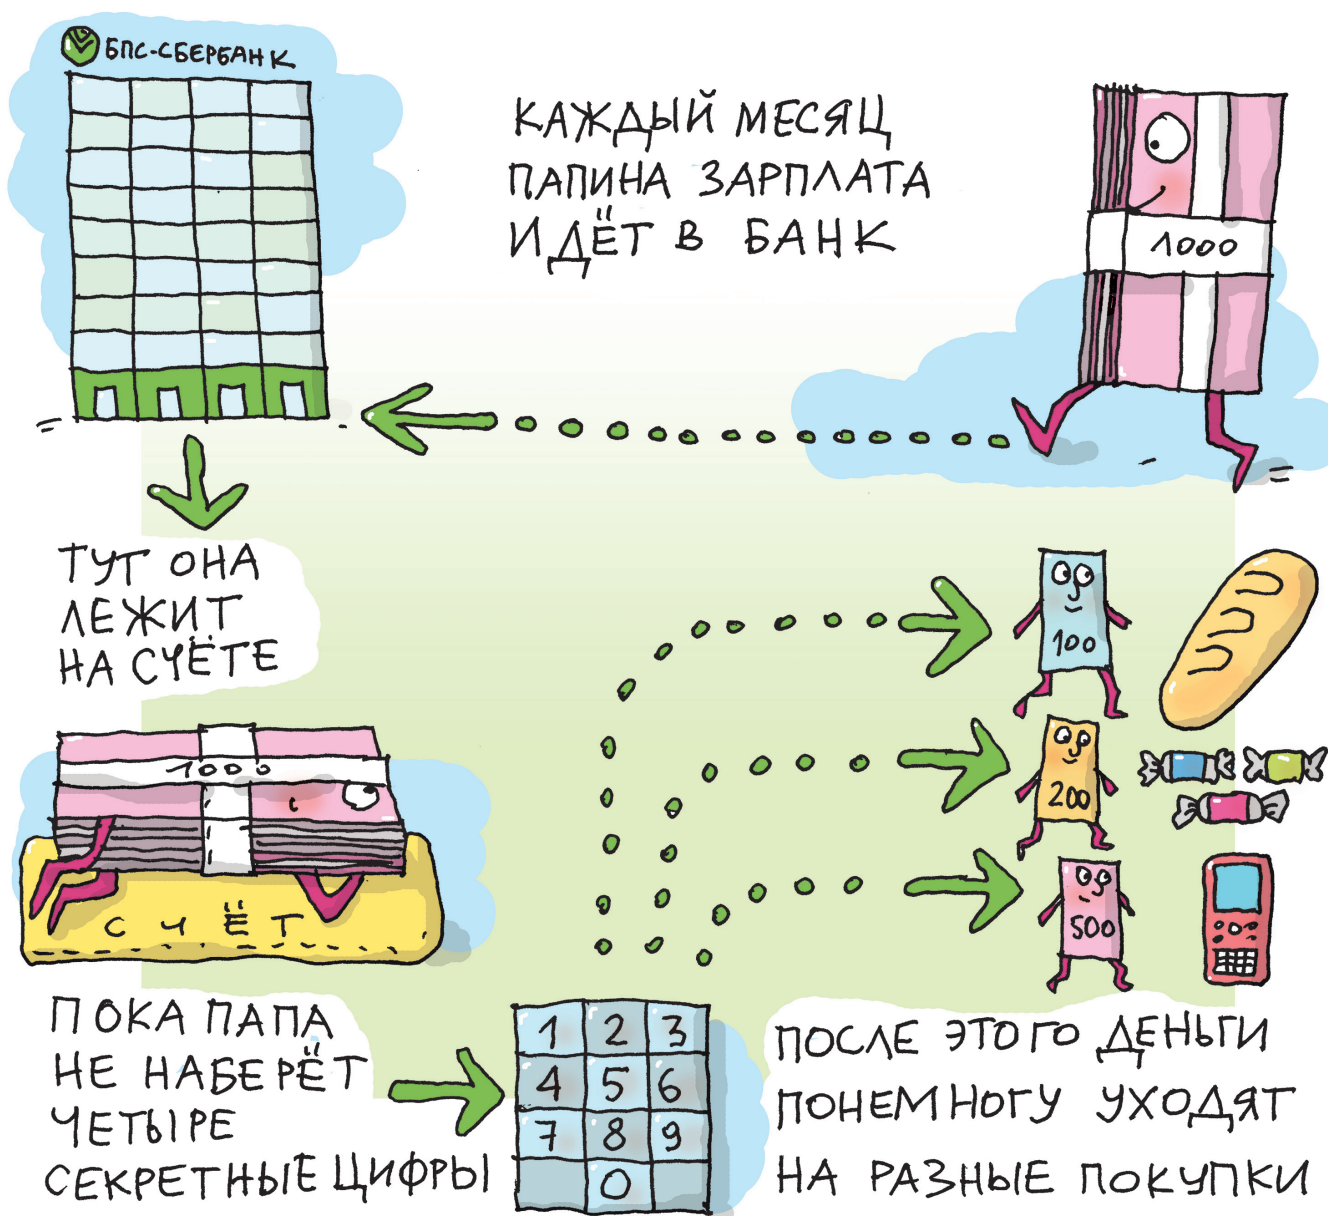 БПС-СБЕРБАНК
КАЖДЫЙ МЕСЯЦ
ПАПИНА ЗАРПЛАТА
ИДЁТ В БАНК
1000
ТУТ ОНА
ЛЕЖИТ
НА СЧЁТЕ
1000
СЧЁТ
100
200
500
ПОКА ПАПА
НЕ НАБЕРЁТ
ЧЕТЫРЕ
СЕКРЕТНЫЕ ЦИФРЫ
1 2 3
4 5 6
7 8 9
0
ПОСЛЕ ЭТОГО ДЕНЬГИ
ПОНЕМНОГУ УХОДЯТ
НА РАЗНЫЕ ПОКУПКИ